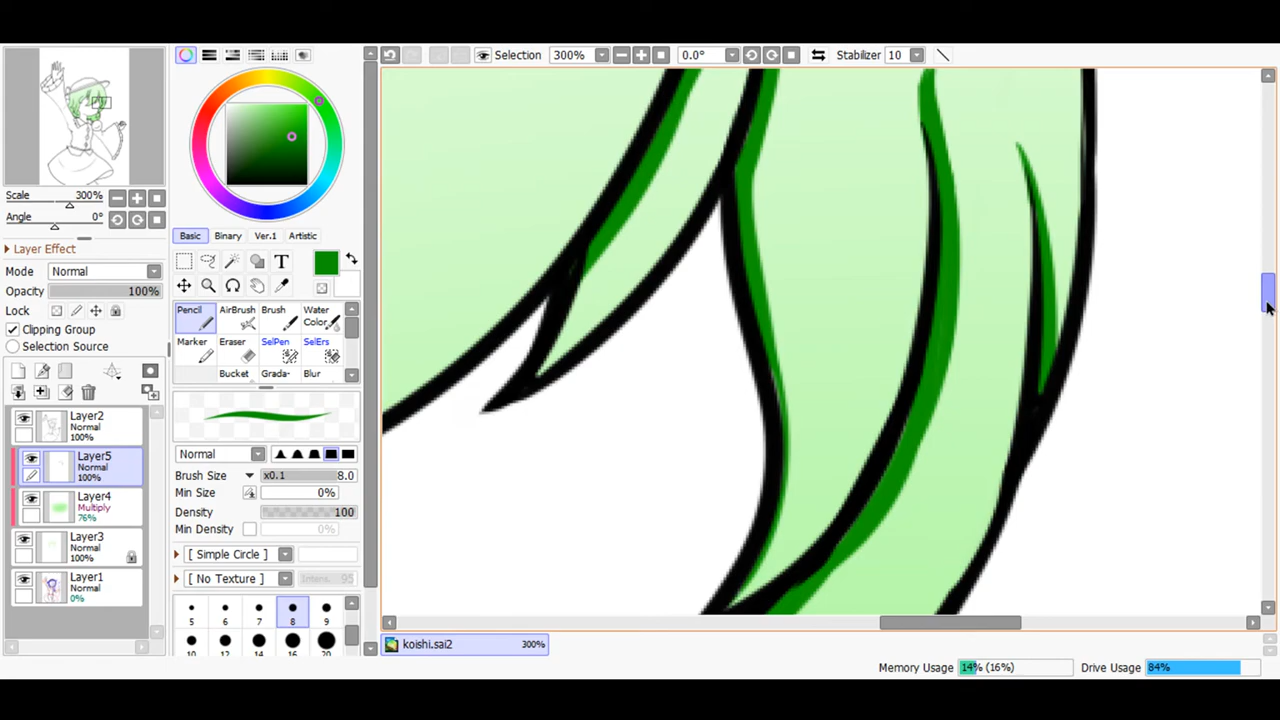 Selection 300% 0.0° Stabilizer 10
Scale 300%
Angle 0°
Basic Binary Ver.1 Artistic
Layer Effect
Mode Normal
Opacity 100%
Lock
Clipping Group
Selection Source
T
Pencil AirBrush Brush Water Color
Marker Eraser SelPen SelErs
Bucket Grada- Blur
Layer2
Normal
100%
Layer5
Normal
100%
Layer4
Multiply
76%
Layer3
Normal
100%
Layer1
Normal
0%
Normal
Brush Size x0.1 8.0
Min Size 0%
Density 100
Min Density 0%
[ Simple Circle ]
[ No Texture ] Intens. 95
5 6 7 8 9
10 12 14 16 20
koishi.sai2 300%
Memory Usage 14% (16%) Drive Usage 84%